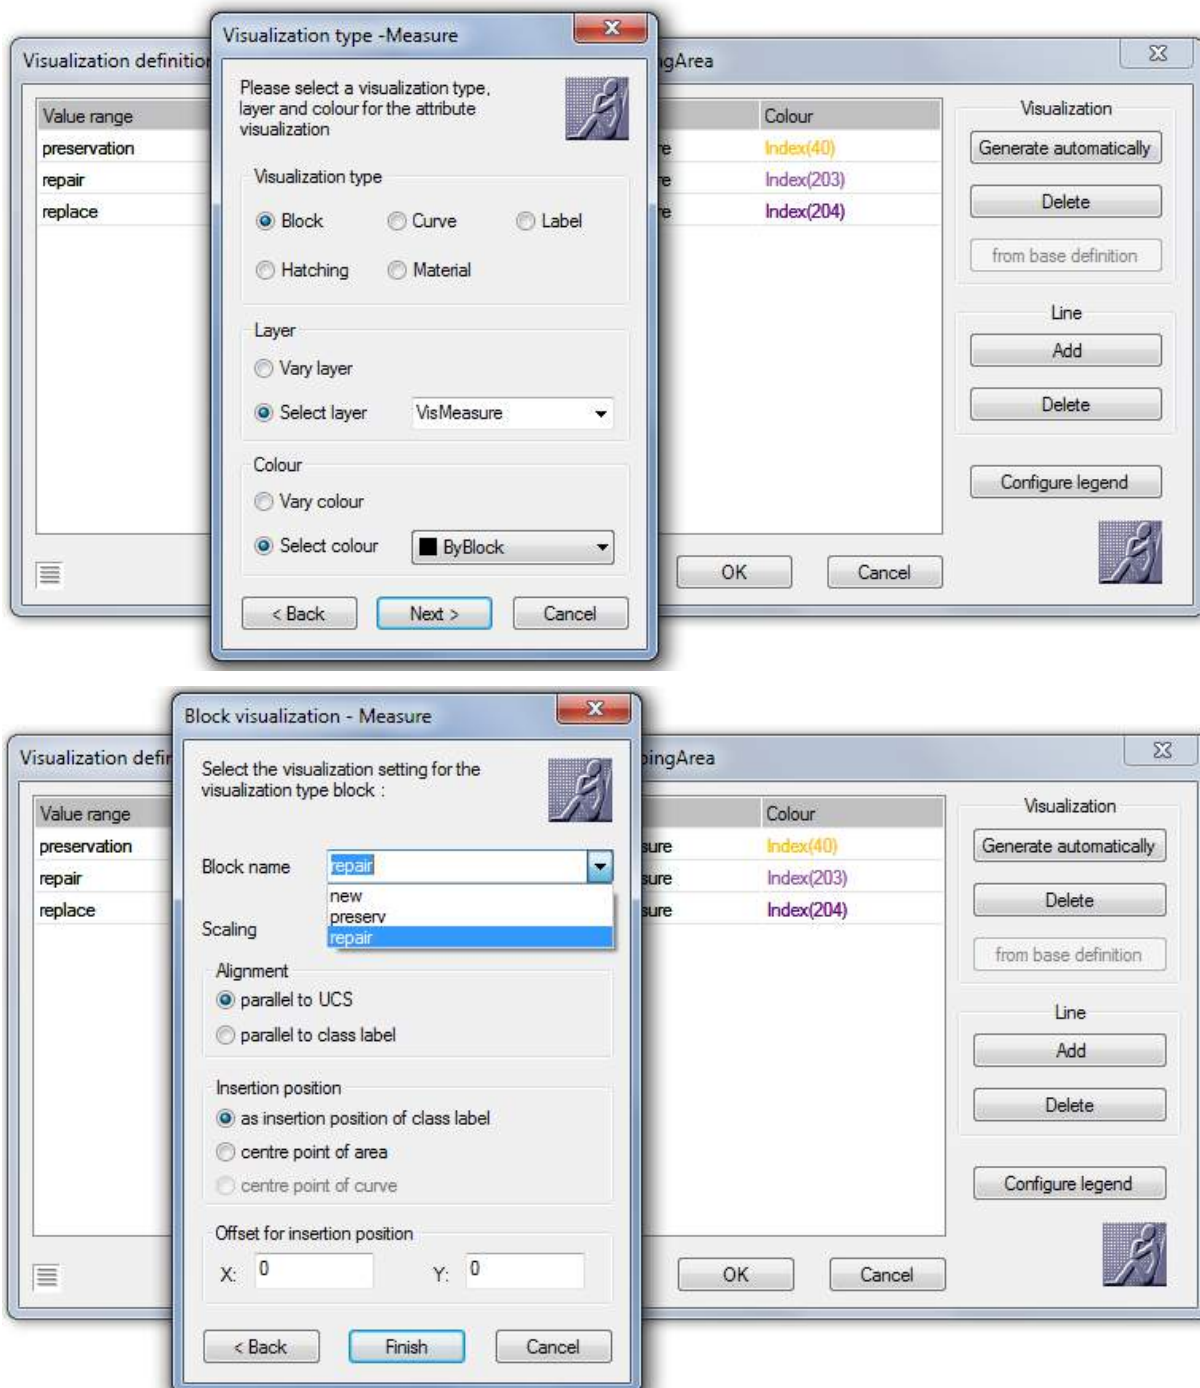 Visualization type -Measure
Visualization definitio
ngArea
Please select a visualization type,
layer and colour for the attribute
visualization
Visualization type
Block
Curve
Label
Hatching
Material
Layer
Vary layer
Select layer
VisMeasure
Colour
Vary colour
Select colour
ByBlock
< Back
Next >
Cancel
Value range
Colour
preservation
re
Index(40)
repair
re
Index(203)
replace
re
Index(204)
Visualization
Generate automatically
Delete
from base definition
Line
Add
Delete
Configure legend
OK
Cancel
Block visualization - Measure
Visualization defin
pingArea
Select the visualization setting for the
visualization type block :
Block name
repair
new
preserv
repair
Scaling
Alignment
parallel to UCS
parallel to class label
Insertion position
as insertion position of class label
centre point of area
centre point of curve
Offset for insertion position
X: 0
Y: 0
< Back
Finish
Cancel
Value range
Colour
preservation
sure
Index(40)
repair
sure
Index(203)
replace
sure
Index(204)
Visualization
Generate automatically
Delete
from base definition
Line
Add
Delete
Configure legend
OK
Cancel